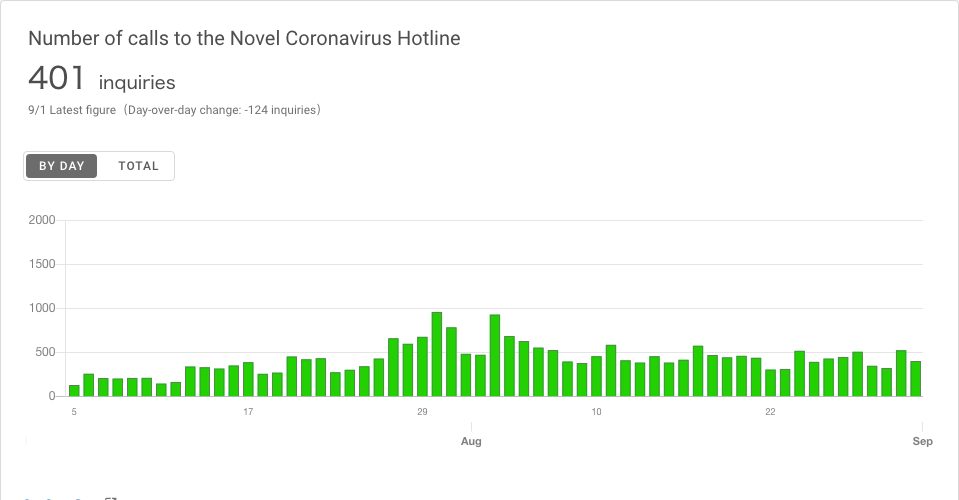 Number of calls to the Novel Coronavirus Hotline
401 inquiries
9/1 Latest figure（Day-over-day change: -124 inquiries）
BY DAY TOTAL
2000
1500
1000
500
0
5 17 29 10 22
Aug Sep